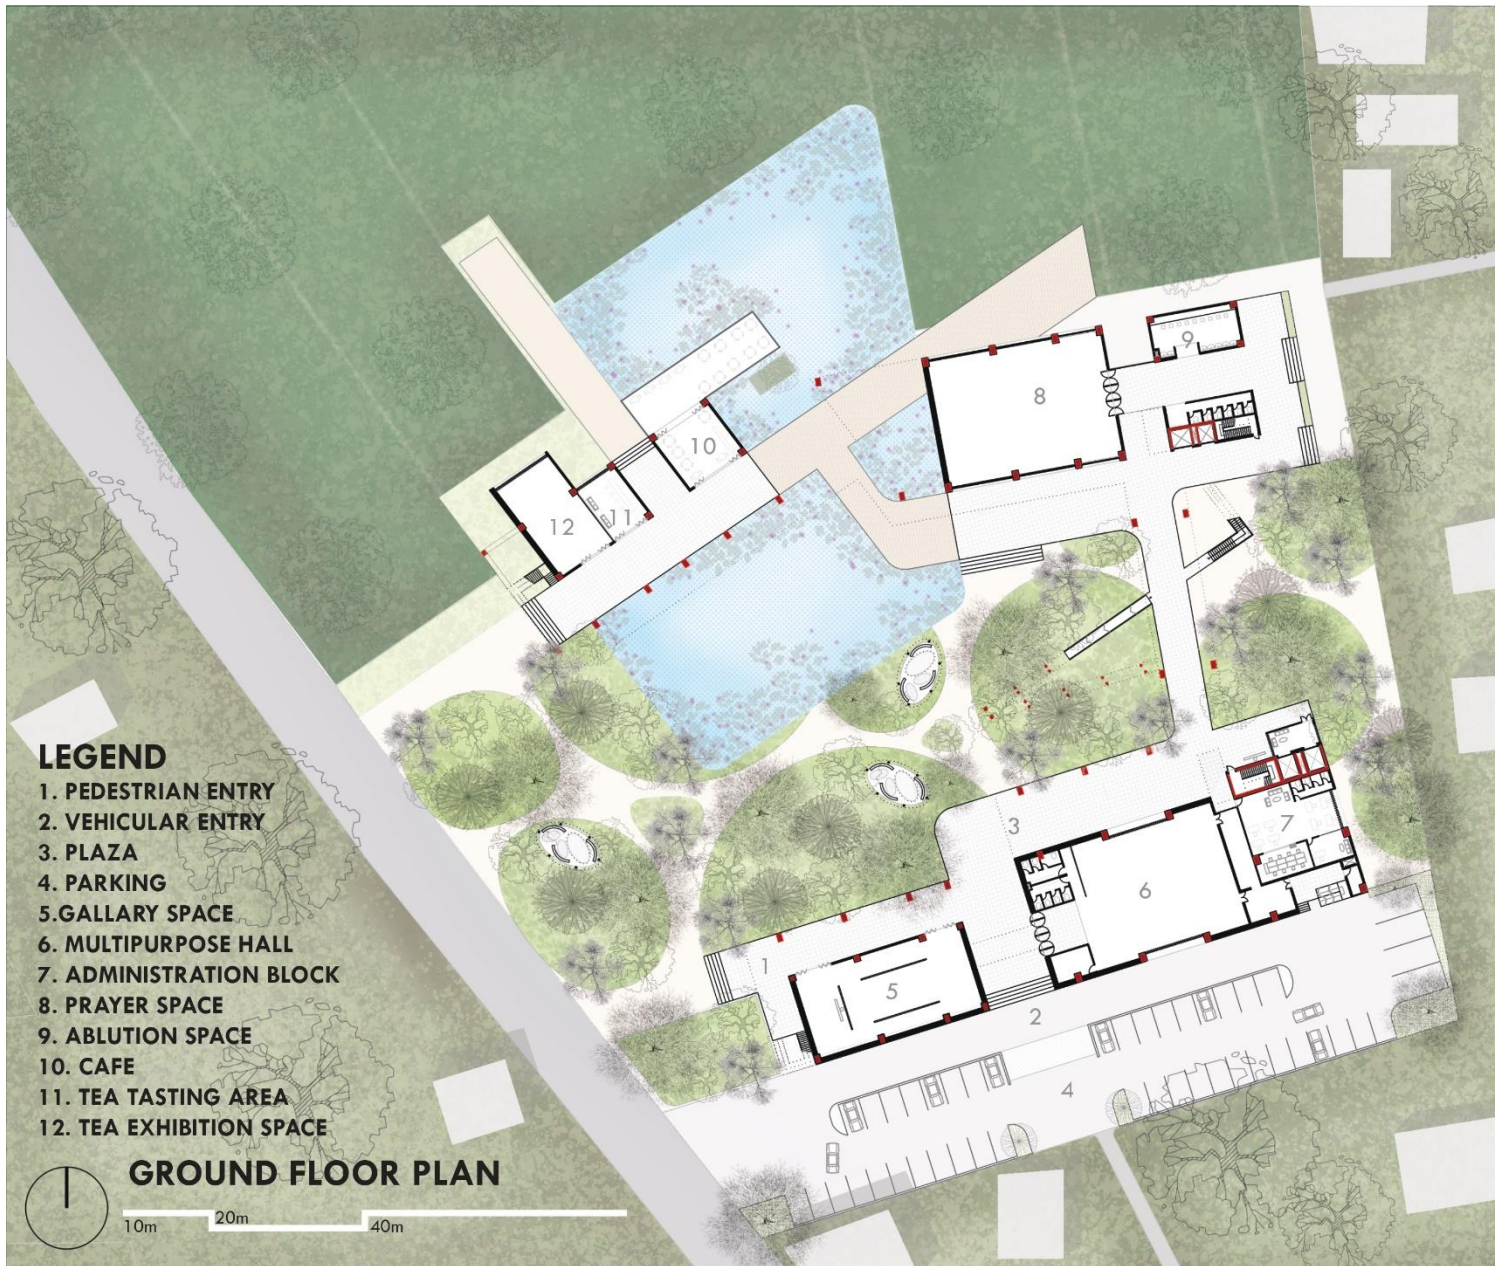 9
8
10
12
11
LEGEND
1. PEDESTRIAN ENTRY
2. VEHICULAR ENTRY
3. PLAZA
4. PARKING
5.GALLARY SPACE
6. MULTIPURPOSE HALL
7. ADMINISTRATION BLOCK
8. PRAYER SPACE
9. ABLUTION SPACE
10. CAFE
11. TEA TASTING AREA
12. TEA EXHIBITION SPACE
3
7
6
1
5
2
4
GROUND FLOOR PLAN
10m 20m 40m